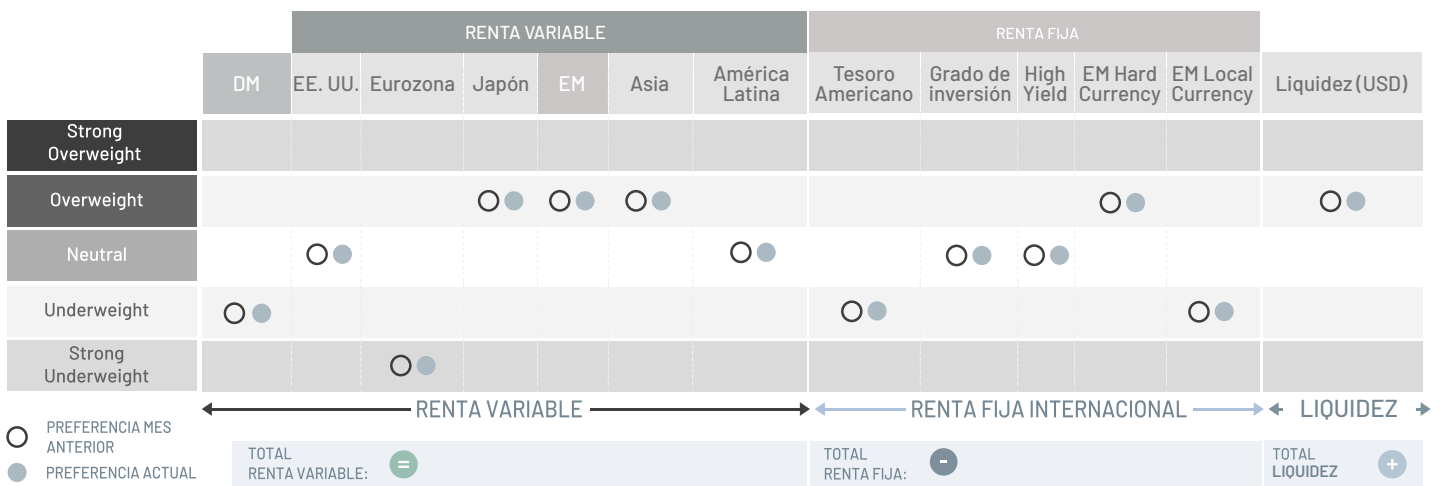 RENTA VARIABLE
RENTA FIJA
DM
EE. UU.
Eurozona
Japón
EM
Asia
América
Latina
Tesoro
Americano
Grado de
inversión
High
Yield
EM Hard
Currency
EM Local
Currency
Liquidez (USD)
Strong
Overweight
Overweight
Neutral
Underweight
Strong
Underweight
RENTA VARIABLE
RENTA FIJA INTERNACIONAL
LIQUIDEZ
PREFERENCIA MES
ANTERIOR
PREFERENCIA ACTUAL
TOTAL
RENTA VARIABLE:
=
TOTAL
RENTA FIJA:
-
TOTAL
LIQUIDEZ
+